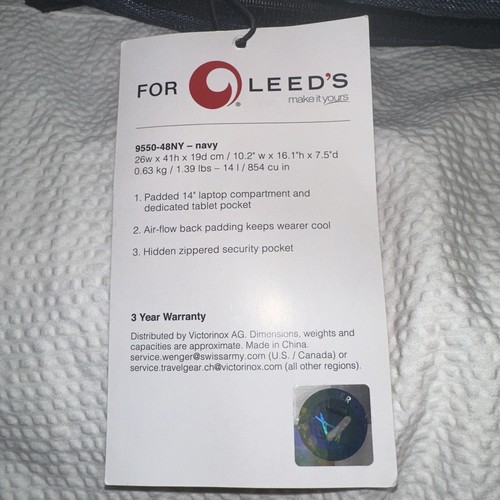 FOR LEED'S
®
make it yours
9550-48NY – navy
26w x 41h x 19d cm / 10.2" w x 16.1"h x 7.5"d
0.63 kg / 1.39 lbs – 14 l / 854 cu in
1. Padded 14" laptop compartment and
dedicated tablet pocket
2. Air-flow back padding keeps wearer cool
3. Hidden zippered security pocket
3 Year Warranty
Distributed by Victorinox AG. Dimensions, weights and
capacities are approximate. Made in China.
service.wenger@swissarmy.com (U.S. / Canada) or
service.travelgear.ch@victorinox.com (all other regions).